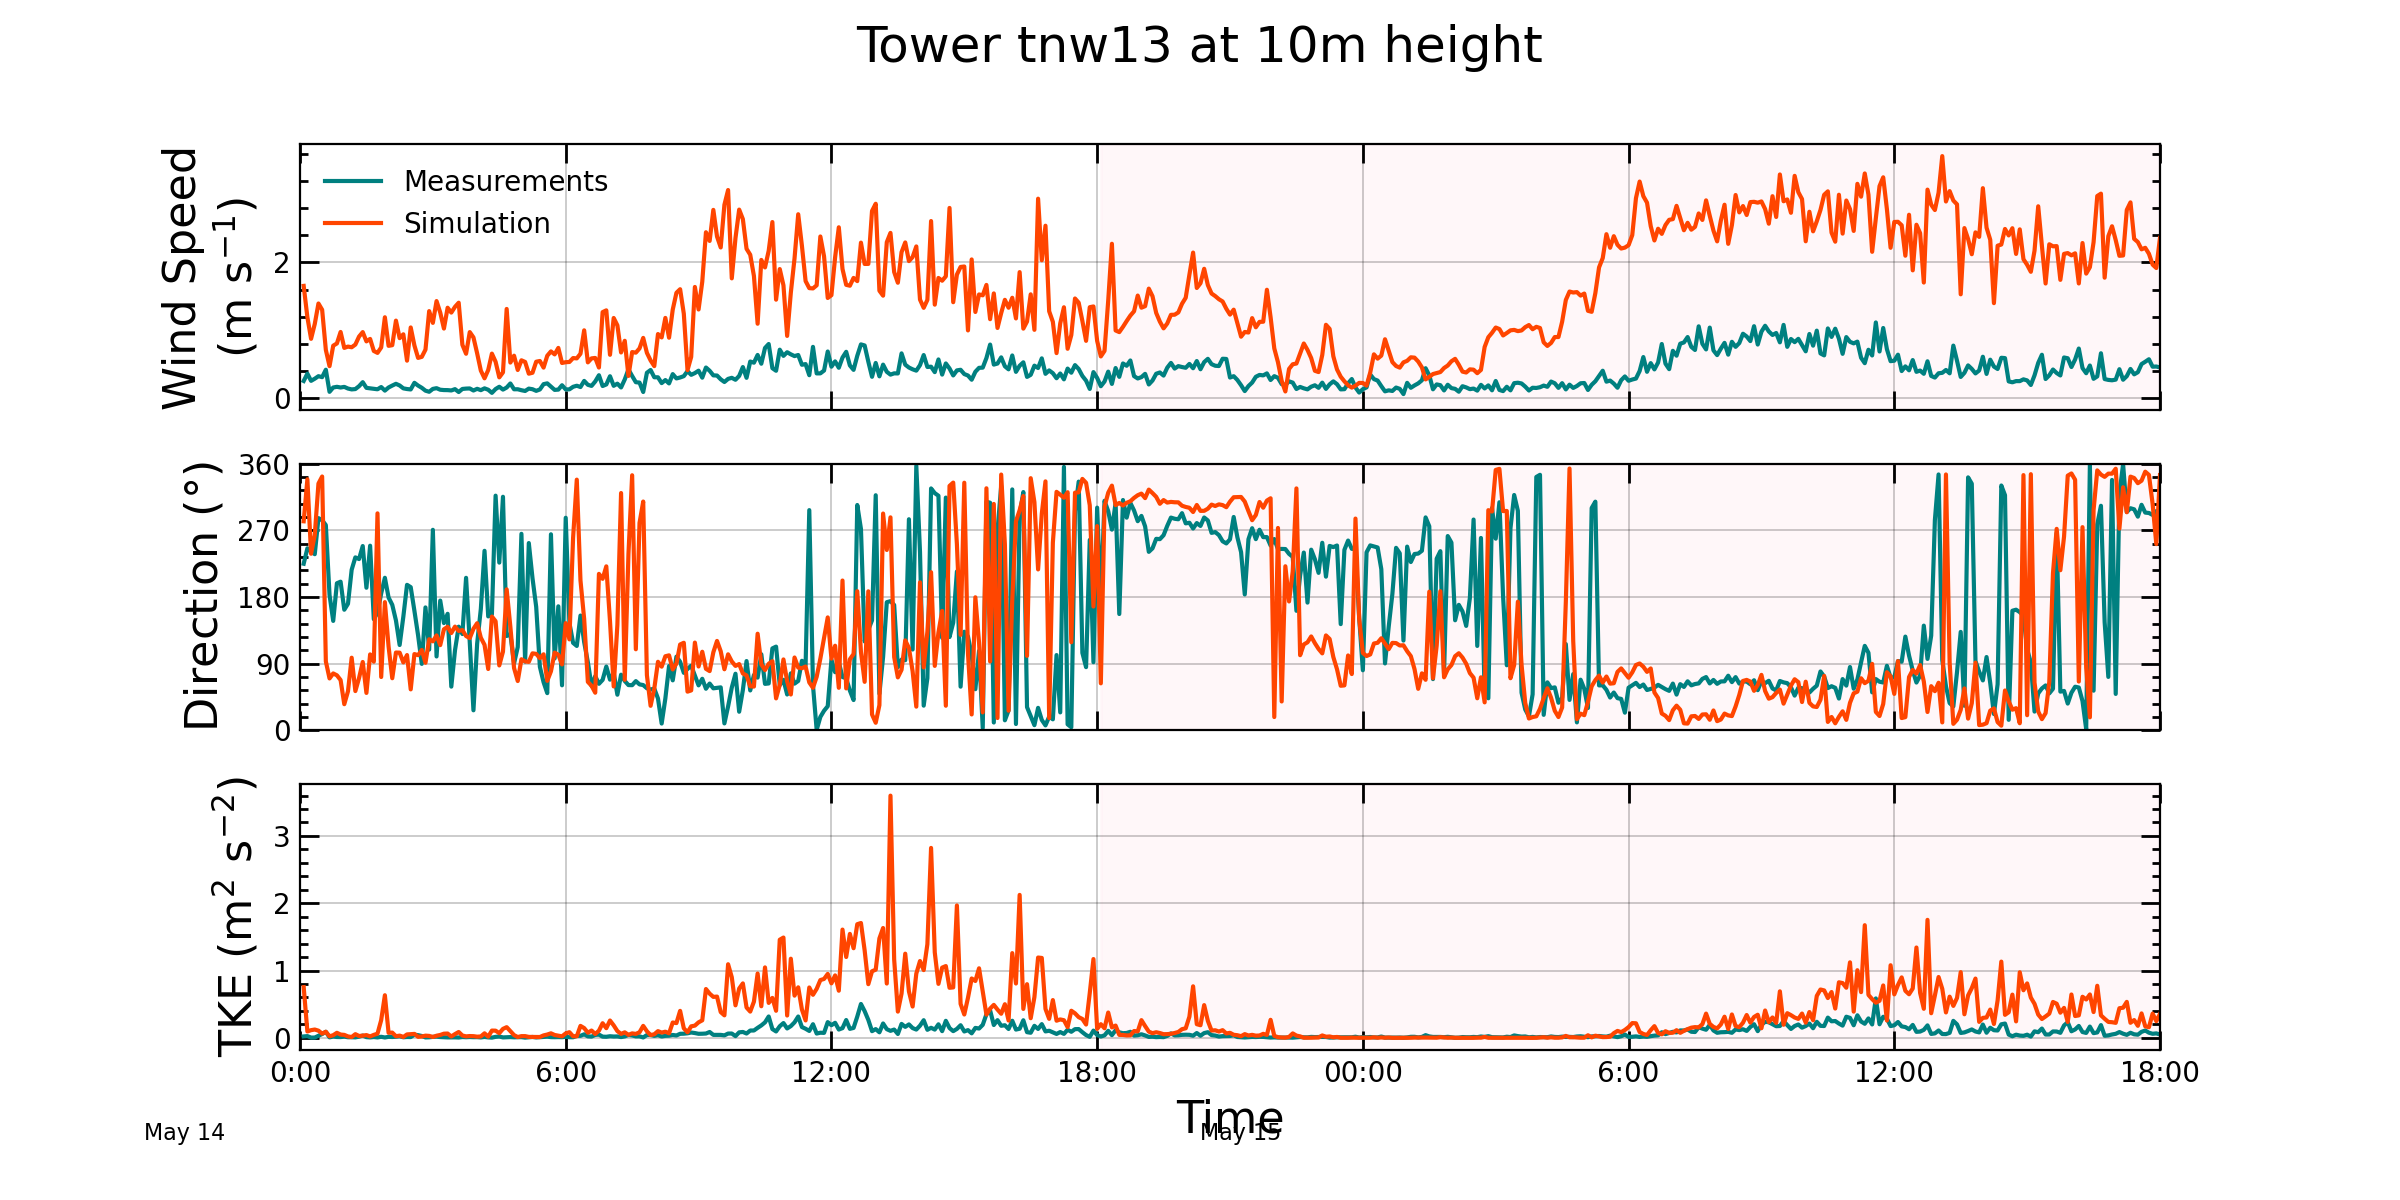 Tower tnw13 at 10m height
Wind Speed
(m s⁻¹)
2
0
Measurements
Simulation
Direction (°)
360
270
180
90
0
TKE (m² s⁻²)
3
2
1
0
0:00 6:00 12:00 18:00 00:00 6:00 12:00 18:00
Time
May 14 May 15